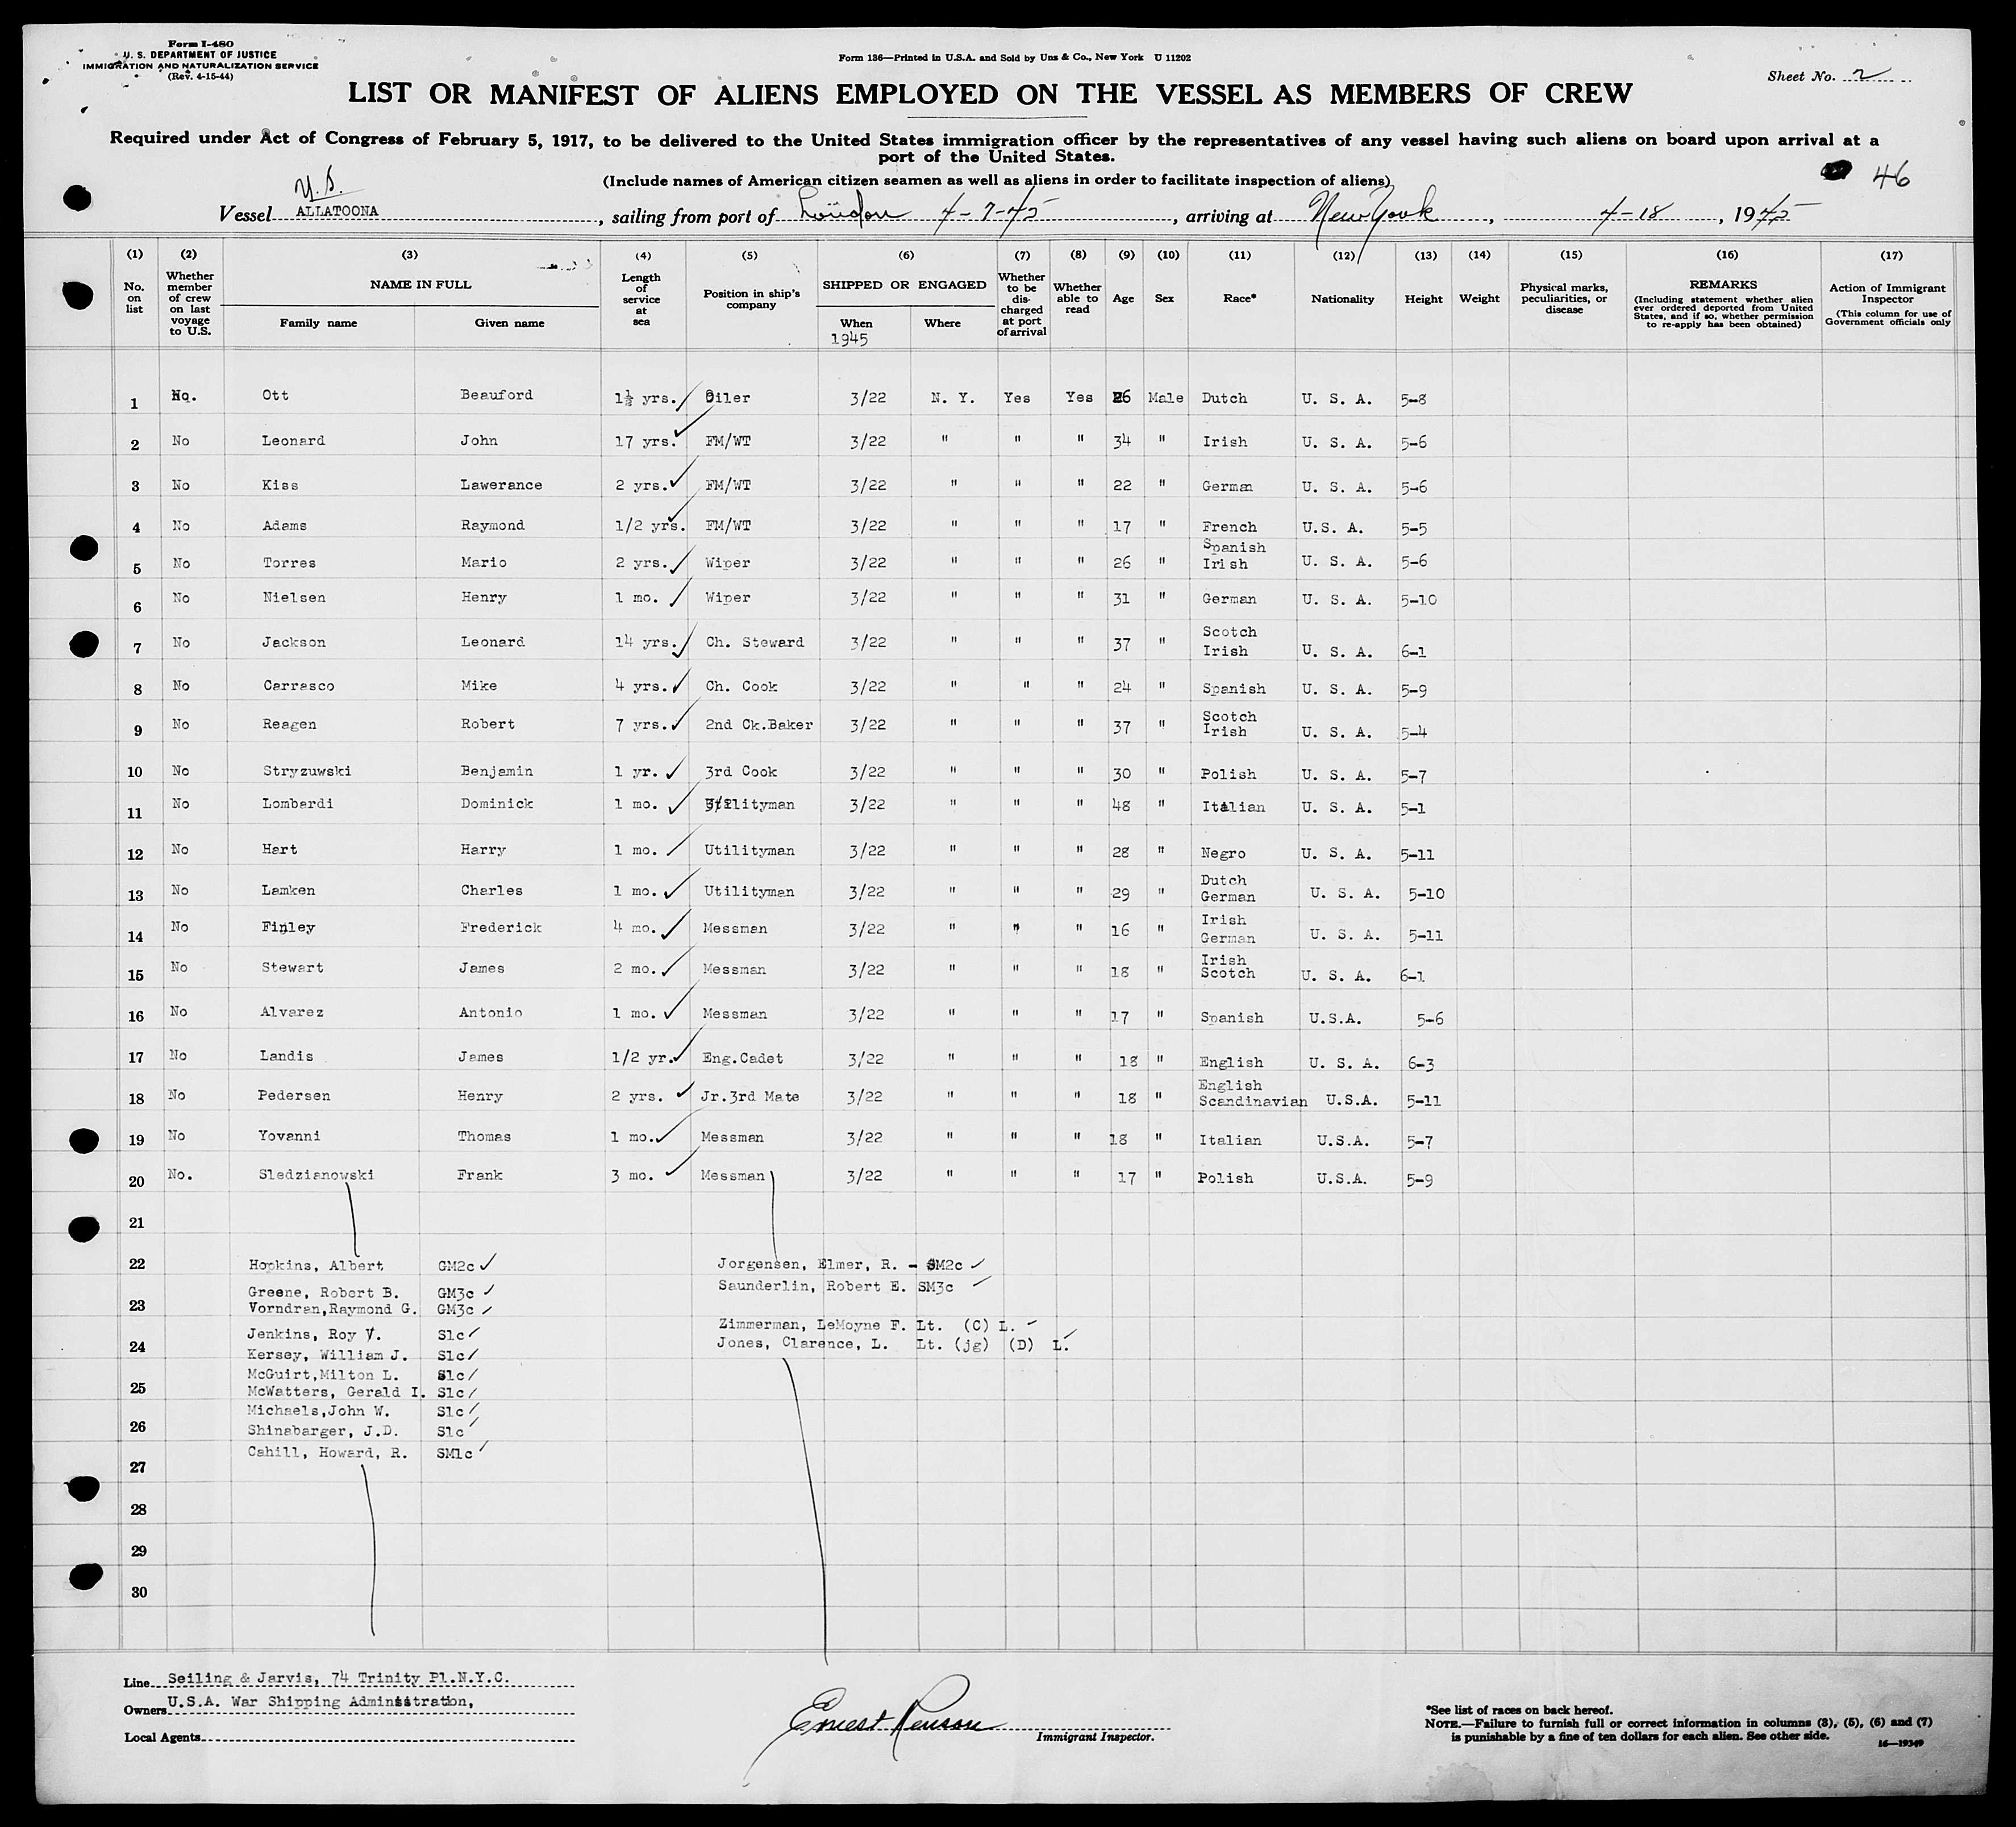 Form I-480
U. S. DEPARTMENT OF JUSTICE
IMMIGRATION AND NATURALIZATION SERVICE
(Rev. 4-15-44)
Form 136—Printed in U.S.A. and Sold by Unz & Co., New York U 11202
Sheet No. 2
LIST OR MANIFEST OF ALIENS EMPLOYED ON THE VESSEL AS MEMBERS OF CREW
Required under Act of Congress of February 5, 1917, to be delivered to the United States immigration officer by the representatives of any vessel having such aliens on board upon arrival at a
port of the United States.
(Include names of American citizen seamen as well as aliens in order to facilitate inspection of aliens)
46
U.S.
Vessel ALLATOONA, sailing from port of London 4-7-45, arriving at New York, 4-18, 1945
(1) (2) (3) (4) (5) (6) (7) (8) (9) (10) (11) (12) (13) (14) (15) (16) (17)
No. on list
Whether member of crew on last voyage to U.S.
NAME IN FULL
Family name
Given name
Length of service at sea
Position in ship's company
SHIPPED OR ENGAGED
When
1945
Where
Whether to be discharged at port of arrival
Whether able to read
Age
Sex
Race*
Nationality
Height
Weight
Physical marks, peculiarities, or disease
REMARKS
(Including statement whether alien ever ordered deported from United States, and if so, whether permission to re-apply has been obtained)
Action of Immigrant Inspector
(This column for use of Government officials only
1 No. Ott Beauford 1½ yrs. Oiler 3/22 N. Y. Yes Yes 26 Male Dutch U. S. A. 5-8
2 No Leonard John 17 yrs. FM/WT 3/22 " " " 34 " Irish U. S. A. 5-6
3 No Kiss Lawerance 2 yrs. FM/WT 3/22 " " " 22 " German U. S. A. 5-6
4 No Adams Raymond 1/2 yrs. FM/WT 3/22 " " " 17 " French U.S. A. 5-5
5 No Torres Mario 2 yrs. Wiper 3/22 " " " 26 " Spanish Irish U. S. A. 5-6
6 No Nielsen Henry 1 mo. Wiper 3/22 " " " 31 " German U. S. A. 5-10
7 No Jackson Leonard 14 yrs. Ch. Steward 3/22 " " " 37 " Scotch Irish U. S. A. 6-1
8 No Carrasco Mike 4 yrs. Ch. Cook 3/22 " " " 24 " Spanish U. S. A. 5-9
9 No Reagen Robert 7 yrs. 2nd Ck.Baker 3/22 " " " 37 " Scotch Irish U. S. A. 5-4
10 No Stryzuwski Benjamin 1 yr. 3rd Cook 3/22 " " " 30 " Polish U. S. A. 5-7
11 No Lombardi Dominick 1 mo. Utilityman 3/22 " " " 48 " Italian U. S. A. 5-1
12 No Hart Harry 1 mo. Utilityman 3/22 " " " 28 " Negro U. S. A. 5-11
13 No Lamken Charles 1 mo. Utilityman 3/22 " " " 29 " Dutch German U. S. A. 5-10
14 No Finley Frederick 4 mo. Messman 3/22 " " " 16 " Irish German U. S. A. 5-11
15 No Stewart James 2 mo. Messman 3/22 " " " 18 " Irish Scotch U. S. A. 6-1
16 No Alvarez Antonio 1 mo. Messman 3/22 " " " 17 " Spanish U.S.A. 5-6
17 No Landis James 1/2 yr. Eng.Cadet 3/22 " " " 18 " English U. S. A. 6-3
18 No Pedersen Henry 2 yrs. Jr.3rd Mate 3/22 " " " 18 " English Scandinavian U.S.A. 5-11
19 No Yovanni Thomas 1 mo. Messman 3/22 " " " 18 " Italian U.S.A. 5-7
20 No. Sledzianowski Frank 3 mo. Messman 3/22 " " " 17 " Polish U.S.A. 5-9
21
22 Hopkins, Albert GM2c Jorgensen, Elmer, R. - SM2c
Greene, Robert B. GM3c Saunderlin, Robert E. SM3c
23 Vorndran,Raymond G. GM3c
Zimmerman, LeMoyne F. Lt. (C) L.
Jenkins, Roy V. S1c
24 Jones, Clarence, L. Lt. (jg) (D) L.
Kersey, William J. S1c
McGuirt,Milton L. S1c
25 McWatters, Gerald I. S1c
Michaels,John W. S1c
26 Shinabarger, J.D. S1c
Cahill, Howard, R. SM1c
27
28
29
30
Line Seiling & Jarvis, 74 Trinity Pl.N.Y.C.
Owners U.S.A. War Shipping Administration,
Local Agents
Ernest Renson
Immigrant Inspector.
*See list of races on back hereof.
NOTE.—Failure to furnish full or correct information in columns (3), (5), (6) and (7)
is punishable by a fine of ten dollars for each alien. See other side.
16—19349